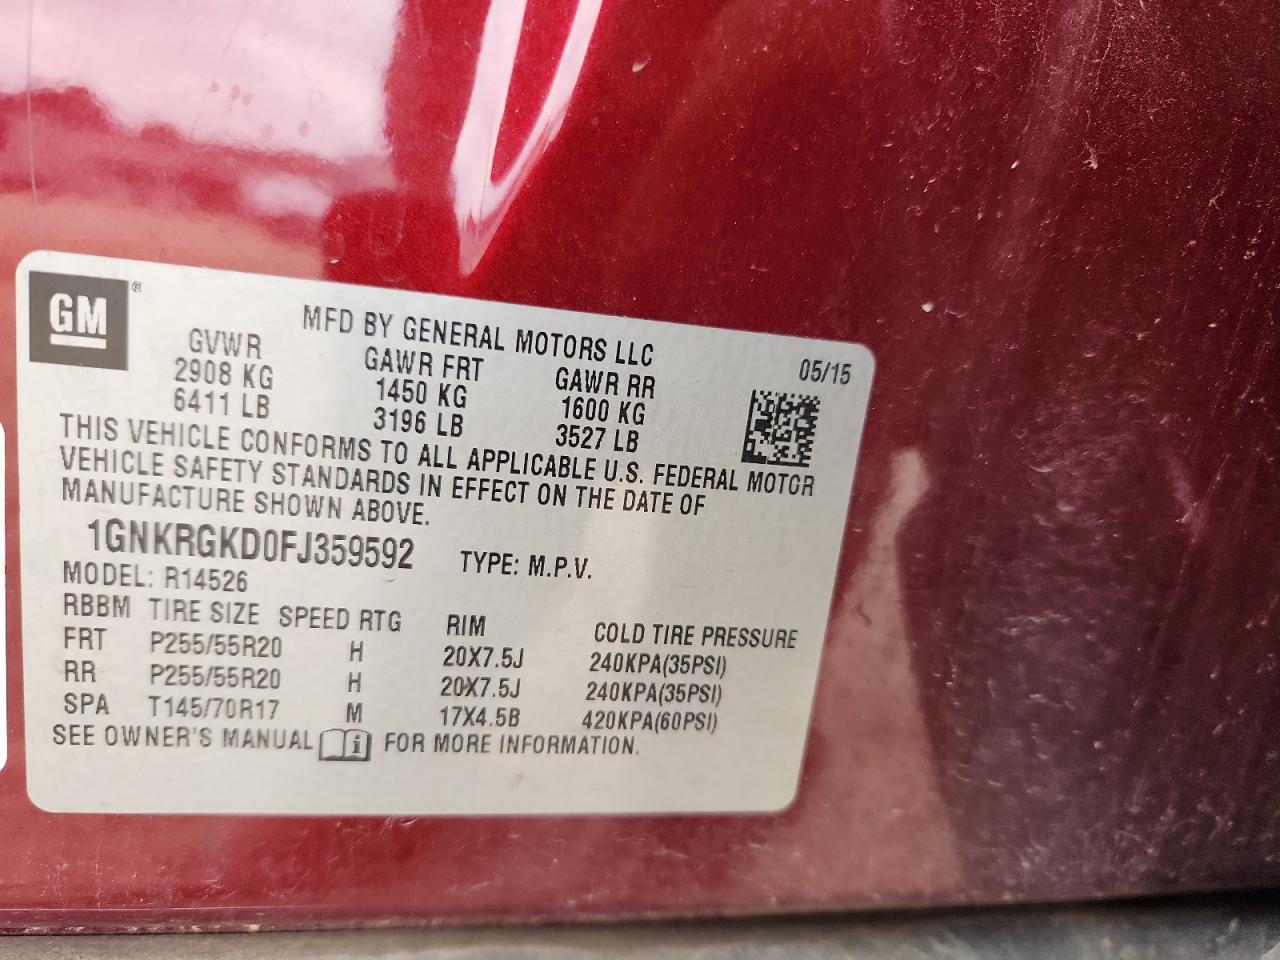 GM ®
MFD BY GENERAL MOTORS LLC
05/15
GVWR GAWR FRT GAWR RR
2908 KG 1450 KG 1600 KG
6411 LB 3196 LB 3527 LB
THIS VEHICLE CONFORMS TO ALL APPLICABLE U.S. FEDERAL MOTOR
VEHICLE SAFETY STANDARDS IN EFFECT ON THE DATE OF
MANUFACTURE SHOWN ABOVE.
1GNKRGKD0FJ359592 TYPE: M.P.V.
MODEL: R14526
RBBM TIRE SIZE SPEED RTG RIM COLD TIRE PRESSURE
FRT P255/55R20 H 20X7.5J 240KPA(35PSI)
RR P255/55R20 H 20X7.5J 240KPA(35PSI)
SPA T145/70R17 M 17X4.5B 420KPA(60PSI)
SEE OWNER'S MANUAL i FOR MORE INFORMATION.